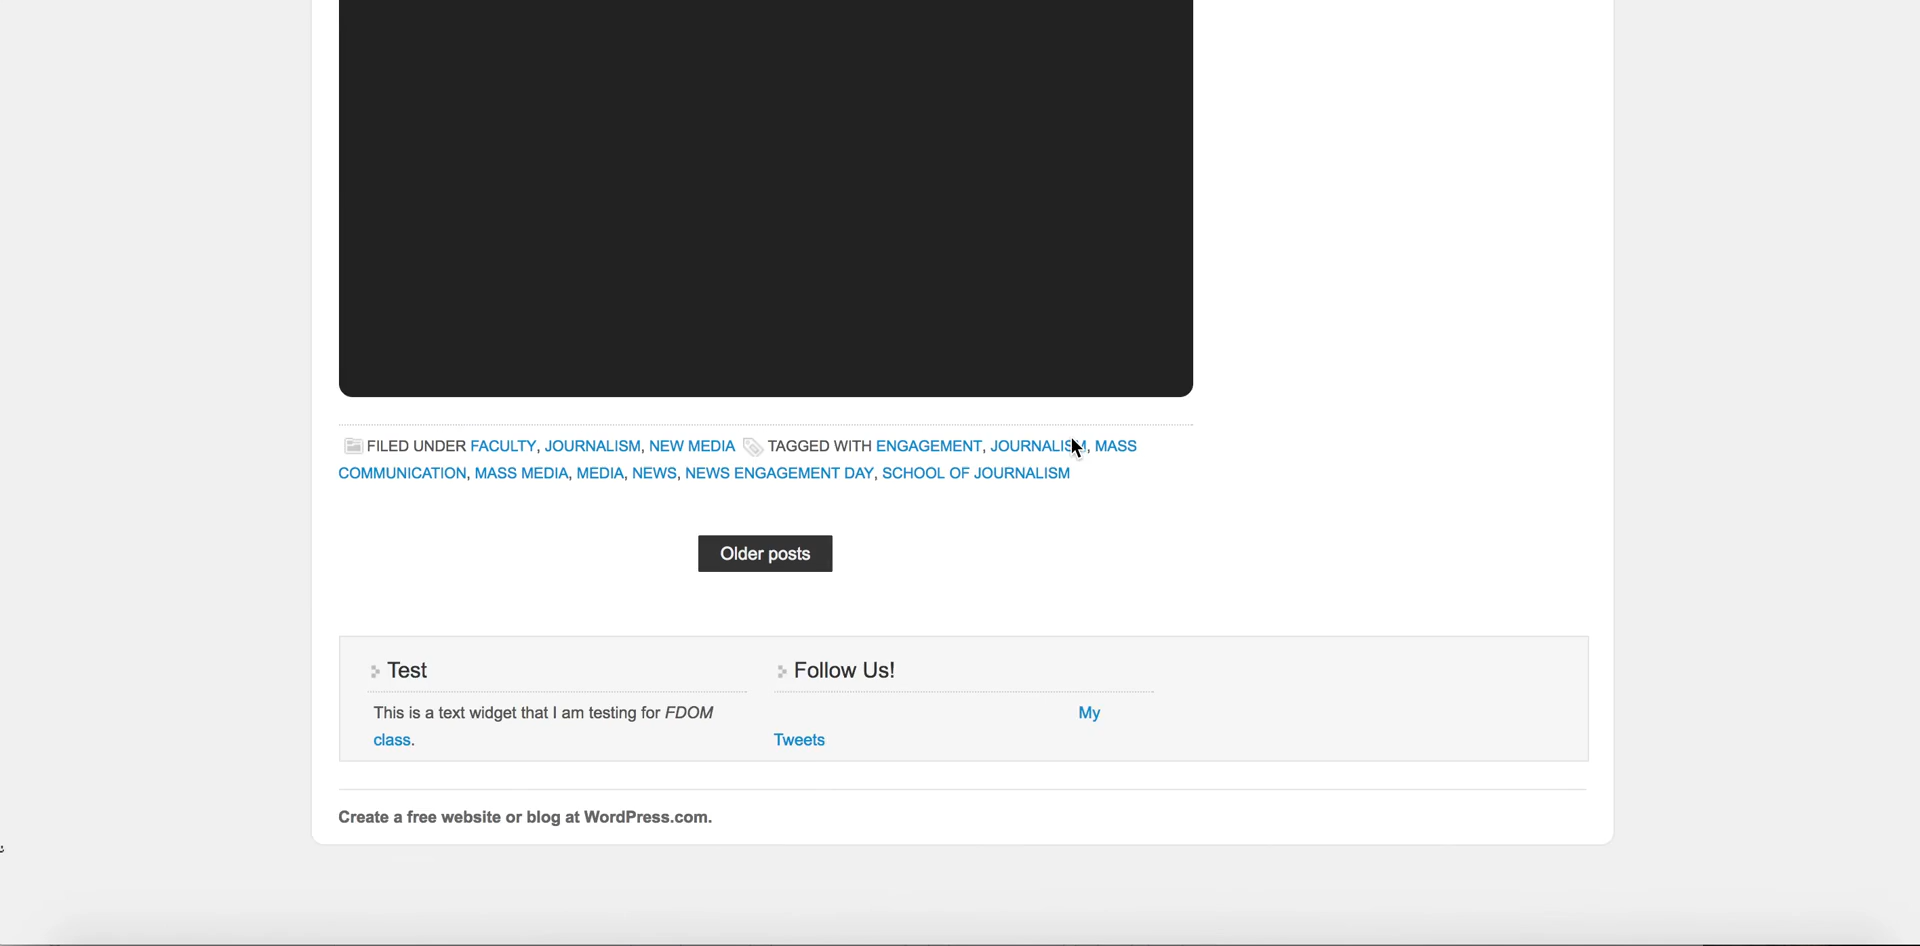 FILED UNDER FACULTY, JOURNALISM, NEW MEDIA TAGGED WITH ENGAGEMENT, JOURNALISM, MASS
COMMUNICATION, MASS MEDIA, MEDIA, NEWS, NEWS ENGAGEMENT DAY, SCHOOL OF JOURNALISM
Older posts
Test
This is a text widget that I am testing for FDOM
class.
Follow Us!
My
Tweets
Create a free website or blog at WordPress.com.